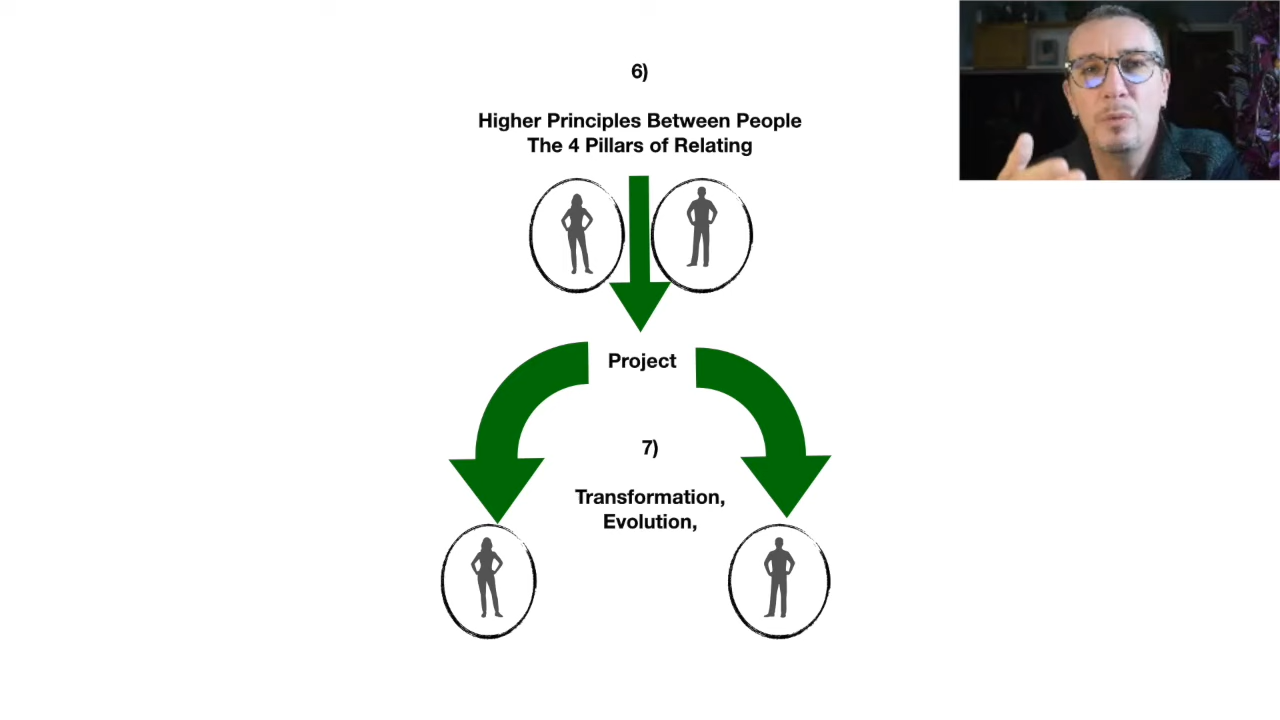 6)
Higher Principles Between People
The 4 Pillars of Relating
Project
7)
Transformation,
Evolution,